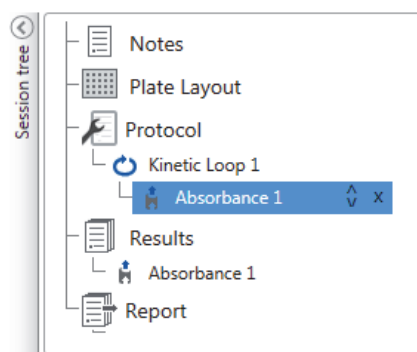 Session tree
Notes
Plate Layout
Protocol
Kinetic Loop 1
Absorbance 1 x
Results
Absorbance 1
Report